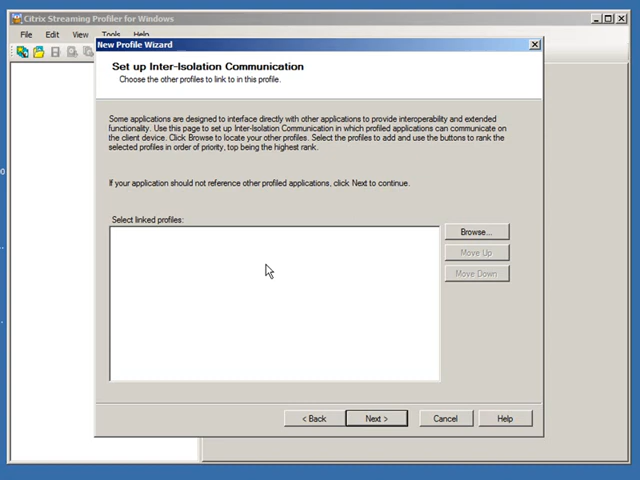 Citrix Streaming Profiler for Windows
File Edit View Tools Help
New Profile Wizard
Set up Inter-Isolation Communication
Choose the other profiles to link to in this profile.
Some applications are designed to interface directly with other applications to provide interoperability and extended
functionality. Use this page to set up Inter-Isolation Communication in which profiled applications can communicate on
the client device. Click Browse to locate your other profiles. Select the profiles to add and use the buttons to rank the
selected profiles in order of priority, top being the highest rank.
If your application should not reference other profiled applications, click Next to continue.
Select linked profiles:
Browse...
Move Up
Move Down
< Back Next > Cancel Help